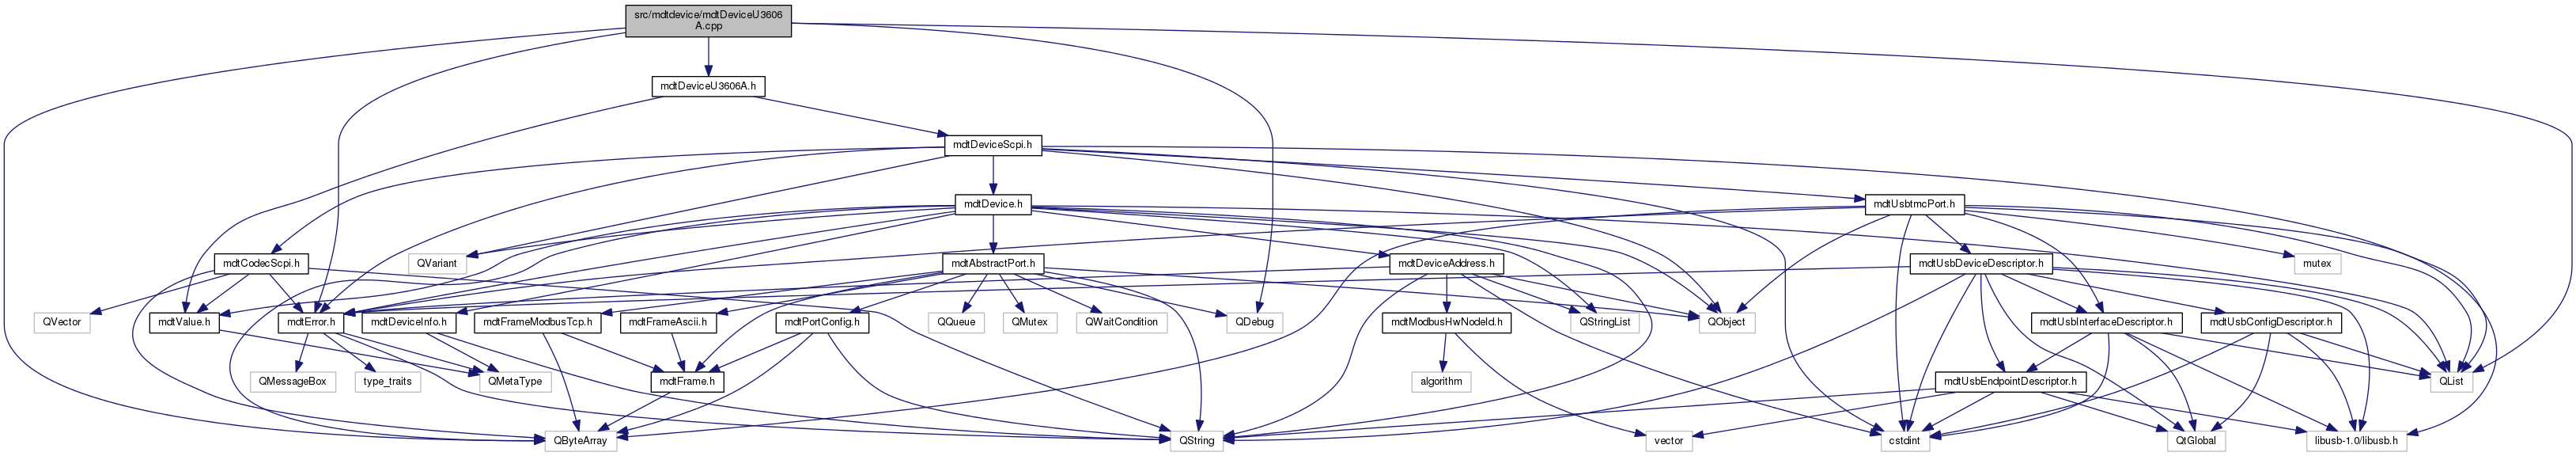 src/mdtdevice/mdtDeviceU3606
A.cpp
mdtDeviceU3606A.h
mdtDeviceScpi.h
mdtDevice.h
mdtUsbtmcPort.h
mdtCodecScpi.h
QVariant
mdtAbstractPort.h
mdtDeviceAddress.h
mdtUsbDeviceDescriptor.h
mutex
QVector
mdtValue.h
mdtError.h
mdtDeviceInfo.h
mdtFrameModbusTcp.h
mdtFrameAscii.h
mdtPortConfig.h
QQueue
QMutex
QWaitCondition
QDebug
mdtModbusHwNodeId.h
QStringList
QObject
mdtUsbInterfaceDescriptor.h
mdtUsbConfigDescriptor.h
QMessageBox
type_traits
QMetaType
mdtFrame.h
algorithm
mdtUsbEndpointDescriptor.h
QList
QByteArray
QString
vector
cstdint
QtGlobal
libusb-1.0/libusb.h